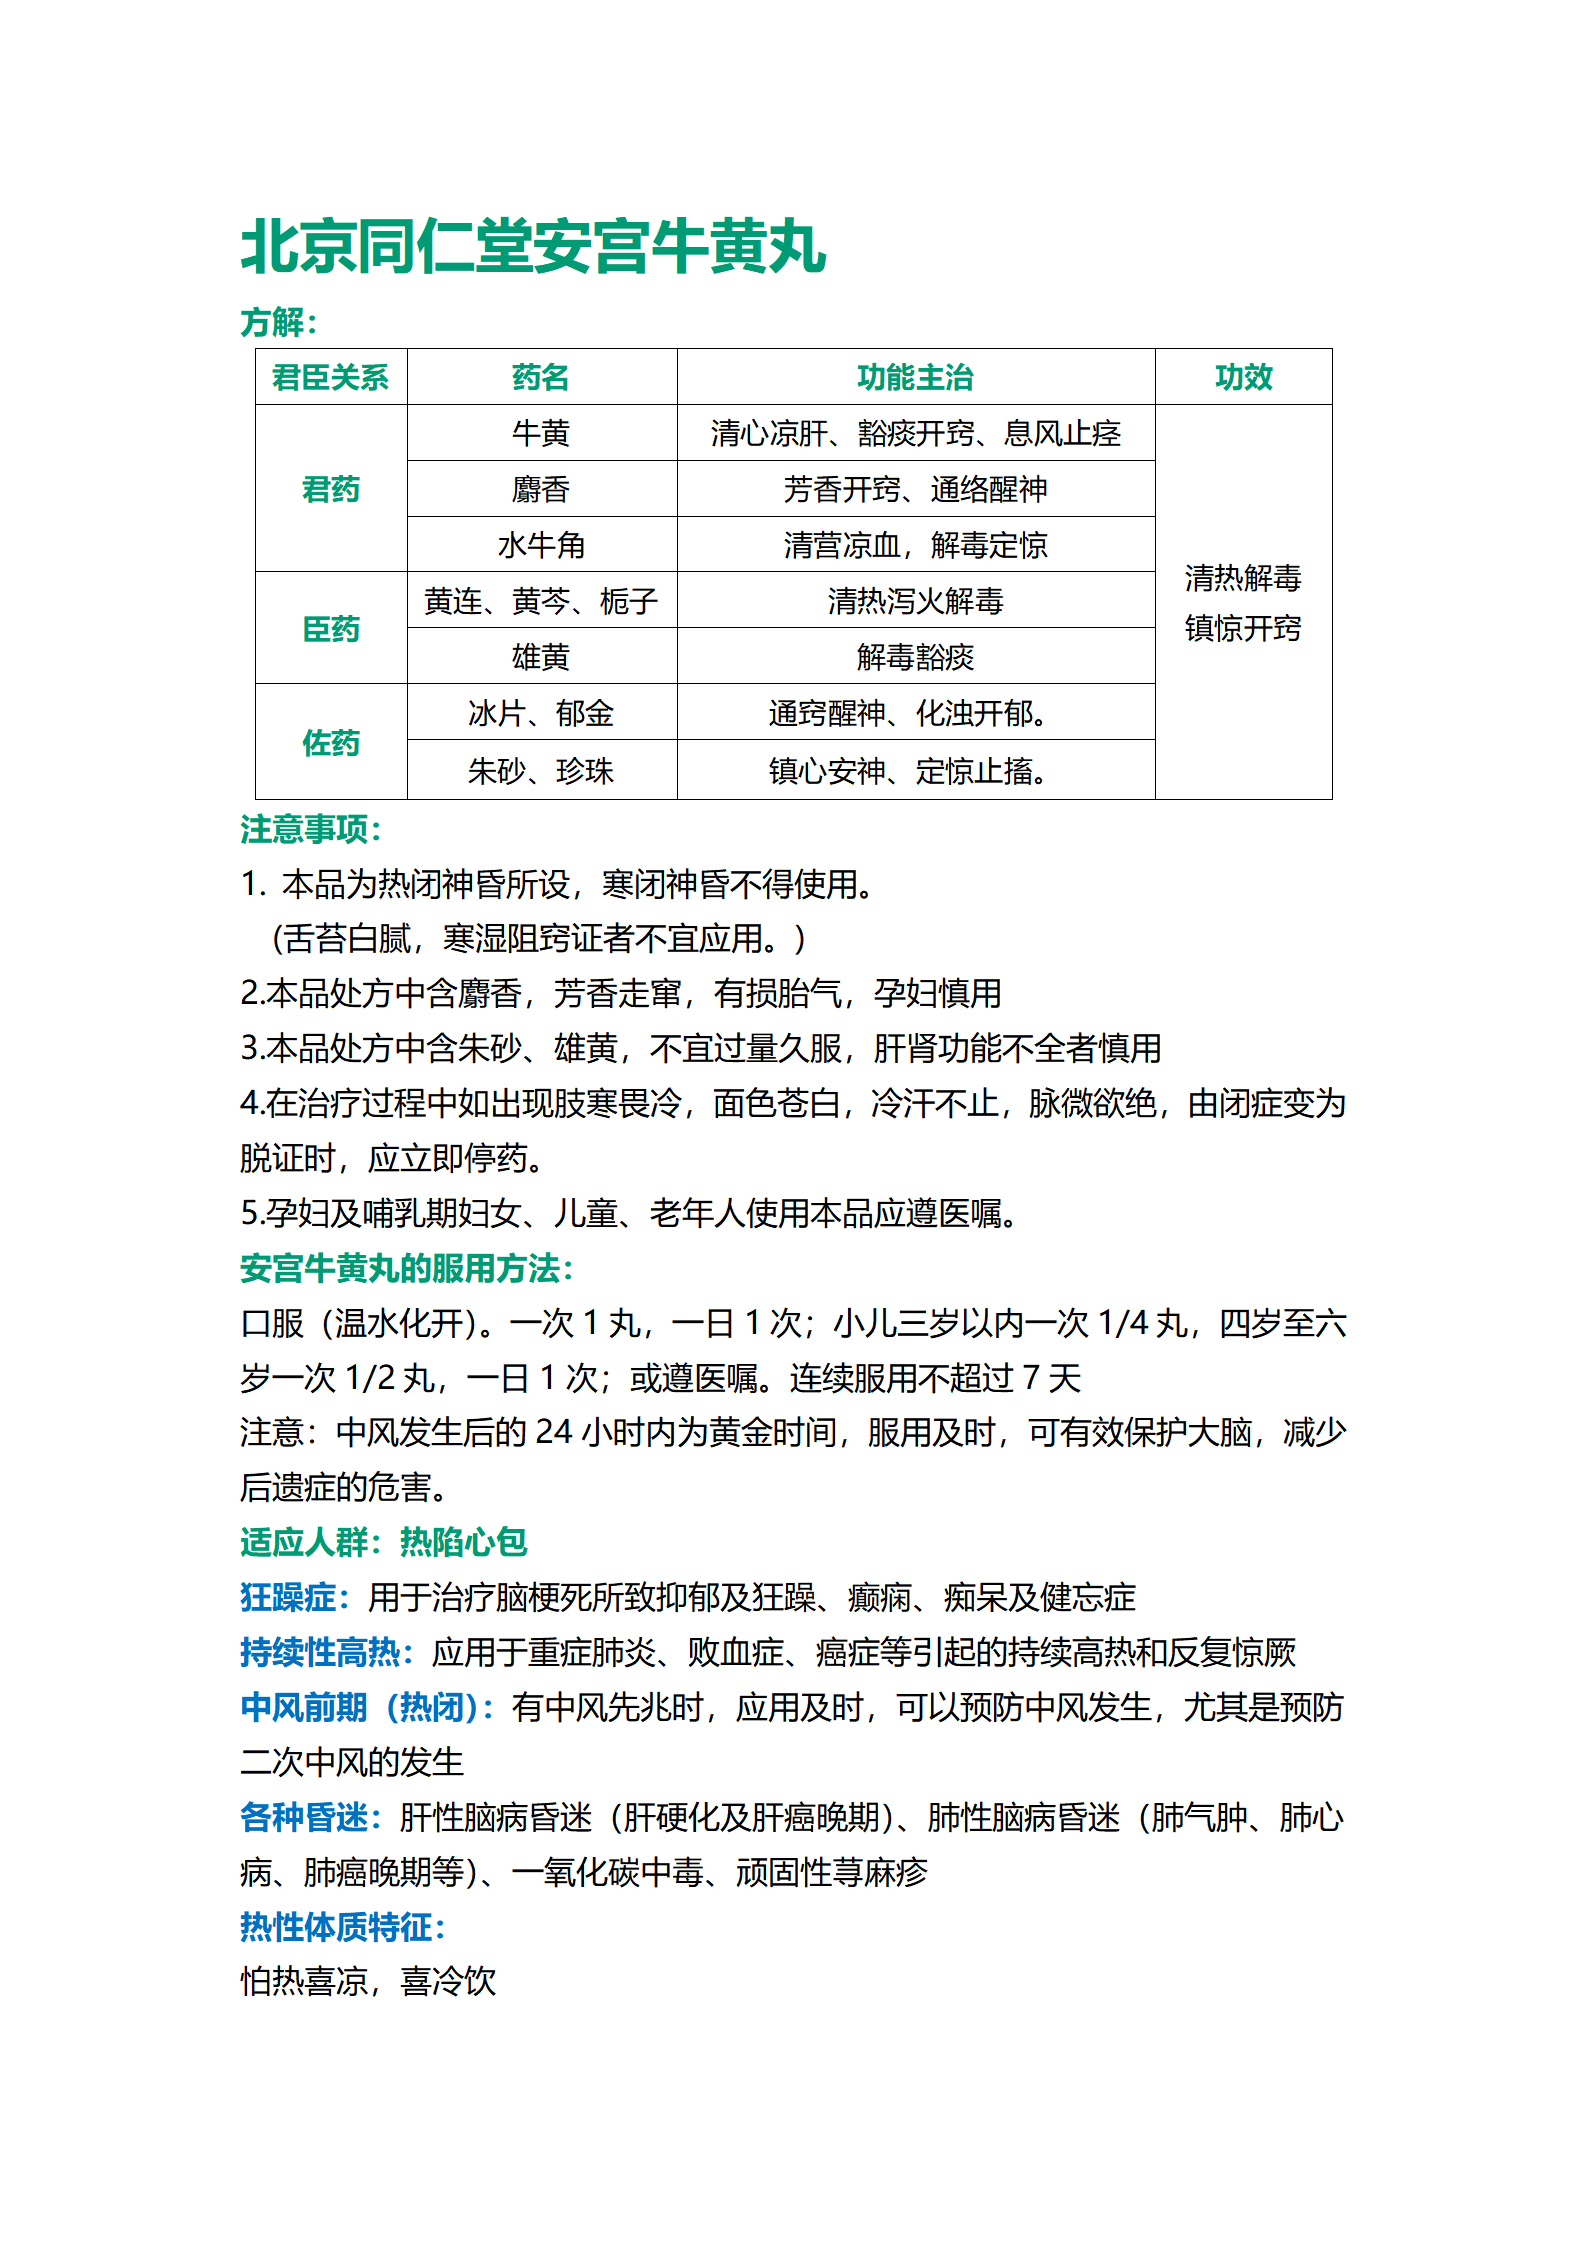 北京同仁堂安宫牛黄丸
方解：
君臣关系 药名 功能主治 功效
君药 牛黄 清心凉肝、豁痰开窍、息风止痉
麝香 芳香开窍、通络醒神
水牛角 清营凉血，解毒定惊
清热解毒
镇惊开窍
臣药 黄连、黄芩、栀子 清热泻火解毒
雄黄 解毒豁痰
佐药 冰片、郁金 通窍醒神、化浊开郁。
朱砂、珍珠 镇心安神、定惊止搐。
注意事项：
1. 本品为热闭神昏所设，寒闭神昏不得使用。
（舌苔白腻，寒湿阻窍证者不宜应用。）
2.本品处方中含麝香，芳香走窜，有损胎气，孕妇慎用
3.本品处方中含朱砂、雄黄，不宜过量久服，肝肾功能不全者慎用
4.在治疗过程中如出现肢寒畏冷，面色苍白，冷汗不止，脉微欲绝，由闭症变为
脱证时，应立即停药。
5.孕妇及哺乳期妇女、儿童、老年人使用本品应遵医嘱。
安宫牛黄丸的服用方法：
口服（温水化开）。一次 1 丸，一日 1 次；小儿三岁以内一次 1/4 丸，四岁至六
岁一次 1/2 丸，一日 1 次；或遵医嘱。连续服用不超过 7 天
注意：中风发生后的 24 小时内为黄金时间，服用及时，可有效保护大脑，减少
后遗症的危害。
适应人群：热陷心包
狂躁症：用于治疗脑梗死所致抑郁及狂躁、癫痫、痴呆及健忘症
持续性高热：应用于重症肺炎、败血症、癌症等引起的持续高热和反复惊厥
中风前期（热闭）：有中风先兆时，应用及时，可以预防中风发生，尤其是预防
二次中风的发生
各种昏迷：肝性脑病昏迷（肝硬化及肝癌晚期）、肺性脑病昏迷（肺气肿、肺心
病、肺癌晚期等）、一氧化碳中毒、顽固性荨麻疹
热性体质特征：
怕热喜凉，喜冷饮